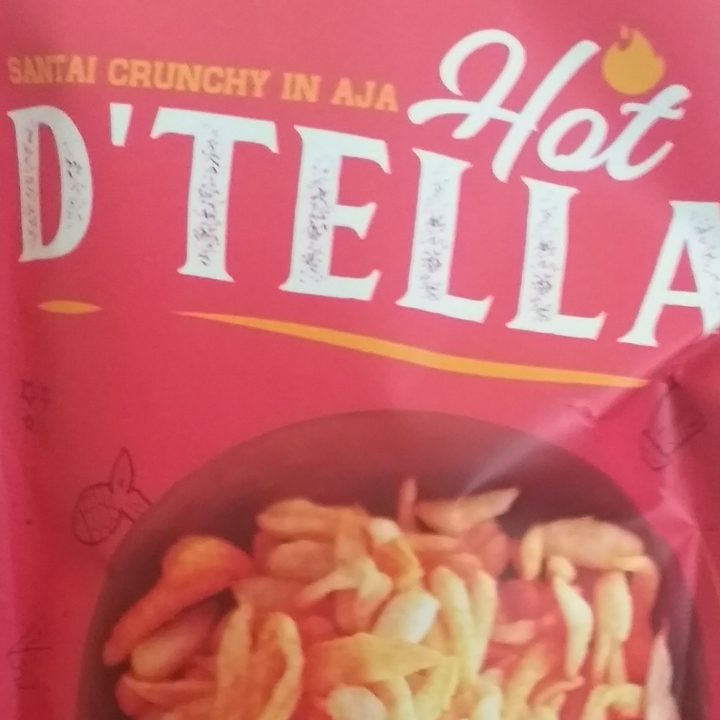 SANTAI CRUNCHY IN AJA
Hot
D'TELLA